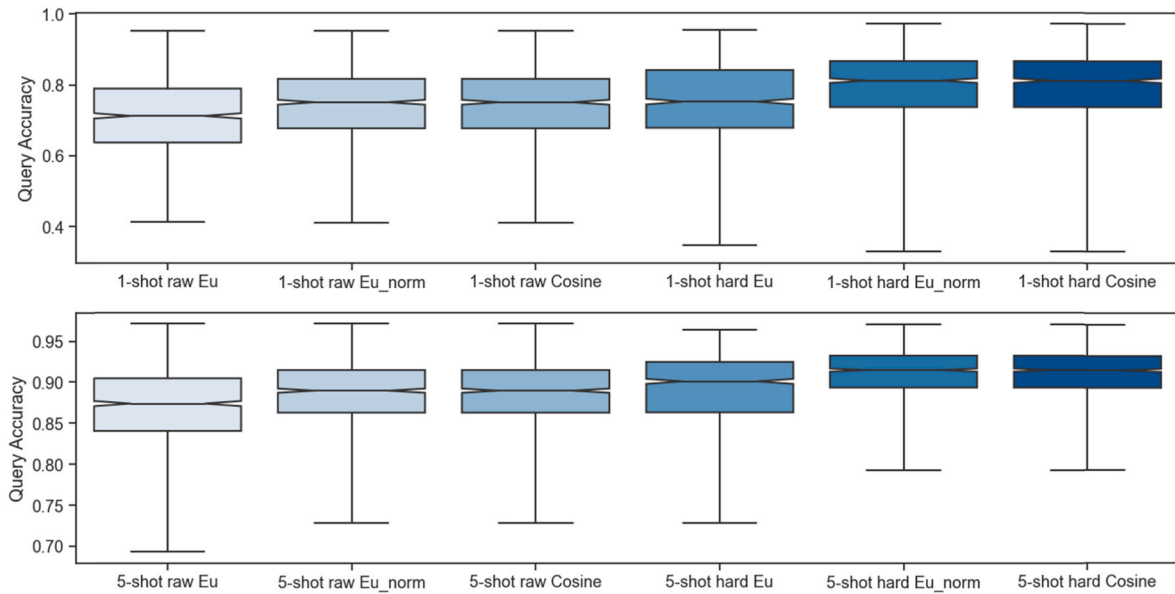 1.0
0.8
0.6
0.4
Query Accuracy
1-shot raw Eu
1-shot raw Eu_norm
1-shot raw Cosine
1-shot hard Eu
1-shot hard Eu_norm
1-shot hard Cosine
0.95
0.90
0.85
0.80
0.75
0.70
Query Accuracy
5-shot raw Eu
5-shot raw Eu_norm
5-shot raw Cosine
5-shot hard Eu
5-shot hard Eu_norm
5-shot hard Cosine